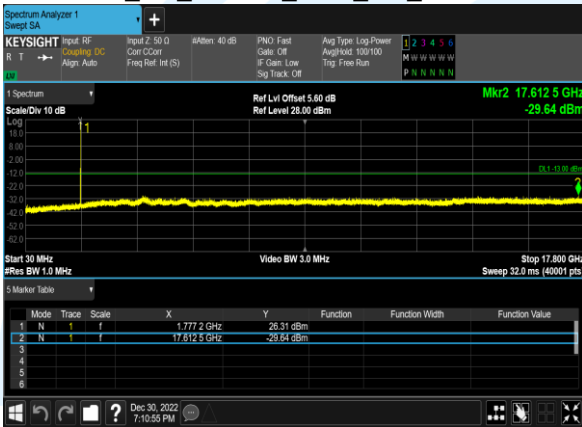 Spectrum Analyzer 1
Swept SA
+
KEYSIGHT Input: RF Input Z: 50 Ω #Atten: 40 dB PNO: Fast Avg Type: Log-Power 1 2 3 4 5 6
R T Coupling: DC Corr CCorr Gate: Off Avg|Hold: 100/100 M W W W W W
Align: Auto Freq Ref: Int (S) IF Gain: Low Trig: Free Run
LU Sig Track: Off P N N N N N
1 Spectrum Ref Lvl Offset 5.60 dB Mkr2 17.612 5 GHz
Scale/Div 10 dB Ref Level 28.00 dBm -29.64 dBm
Log
18.0 1
8.00
-2.00
-12.0 DL1 -13.00 dBm
-22.0 2
-32.0
-42.0
-52.0
-62.0
Start 30 MHz Video BW 3.0 MHz Stop 17.800 GHz
#Res BW 1.0 MHz Sweep 32.0 ms (40001 pts
5 Marker Table
Mode Trace Scale X Y Function Function Width Function Value
1 N 1 f 1.777 2 GHz 26.31 dBm
2 N 1 f 17.612 5 GHz -29.64 dBm
3
4
5
6
? Dec 30, 2022
7:10:55 PM